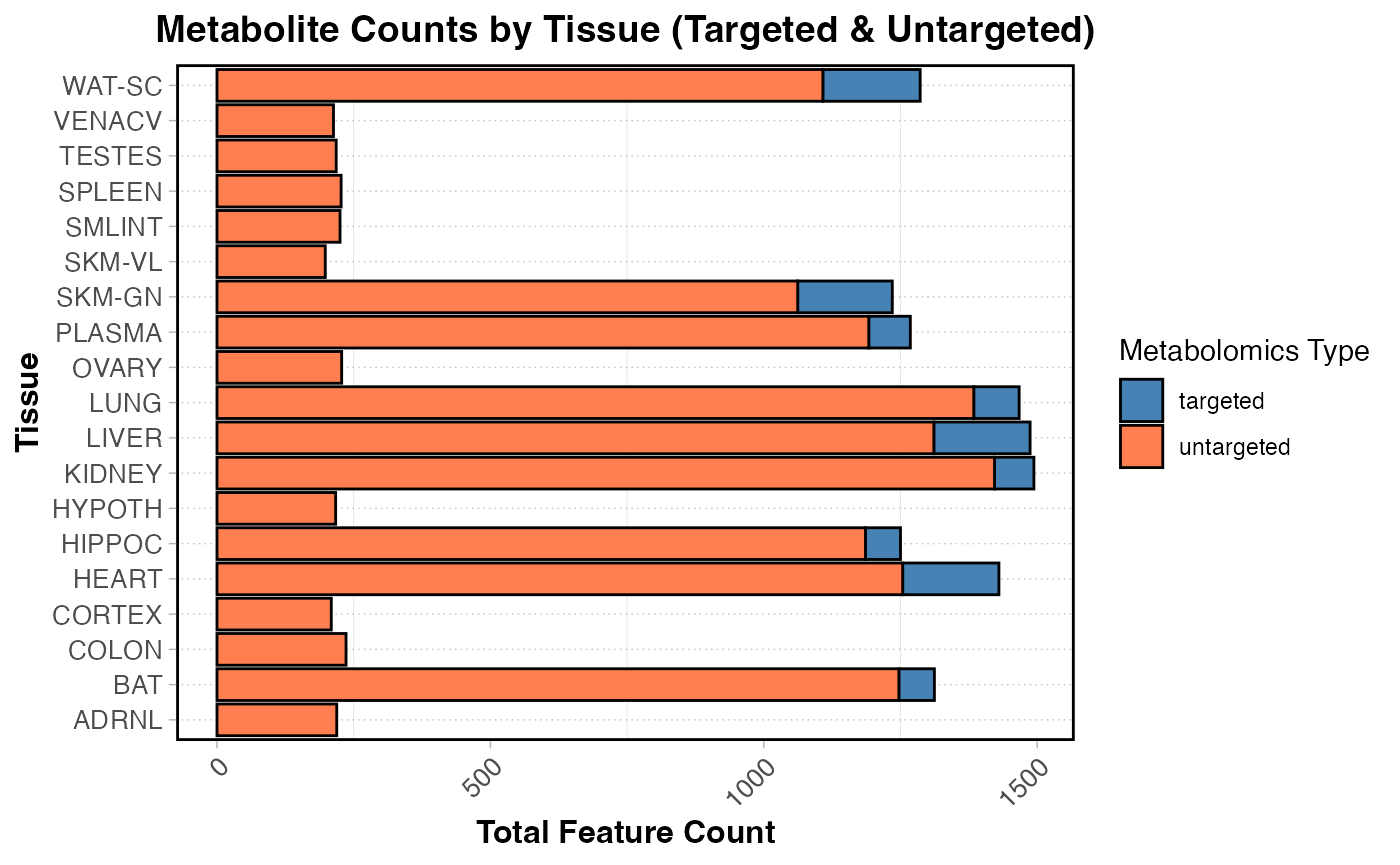 Metabolite Counts by Tissue (Targeted & Untargeted)
WAT-SC
VENACV
TESTES
SPLEEN
SMLINT
SKM-VL
SKM-GN
PLASMA
OVARY
LUNG
LIVER
KIDNEY
HYPOTH
HIPPOC
HEART
CORTEX
COLON
BAT
ADRNL
Tissue
0
500
1000
1500
Total Feature Count
Metabolomics Type
targeted
untargeted